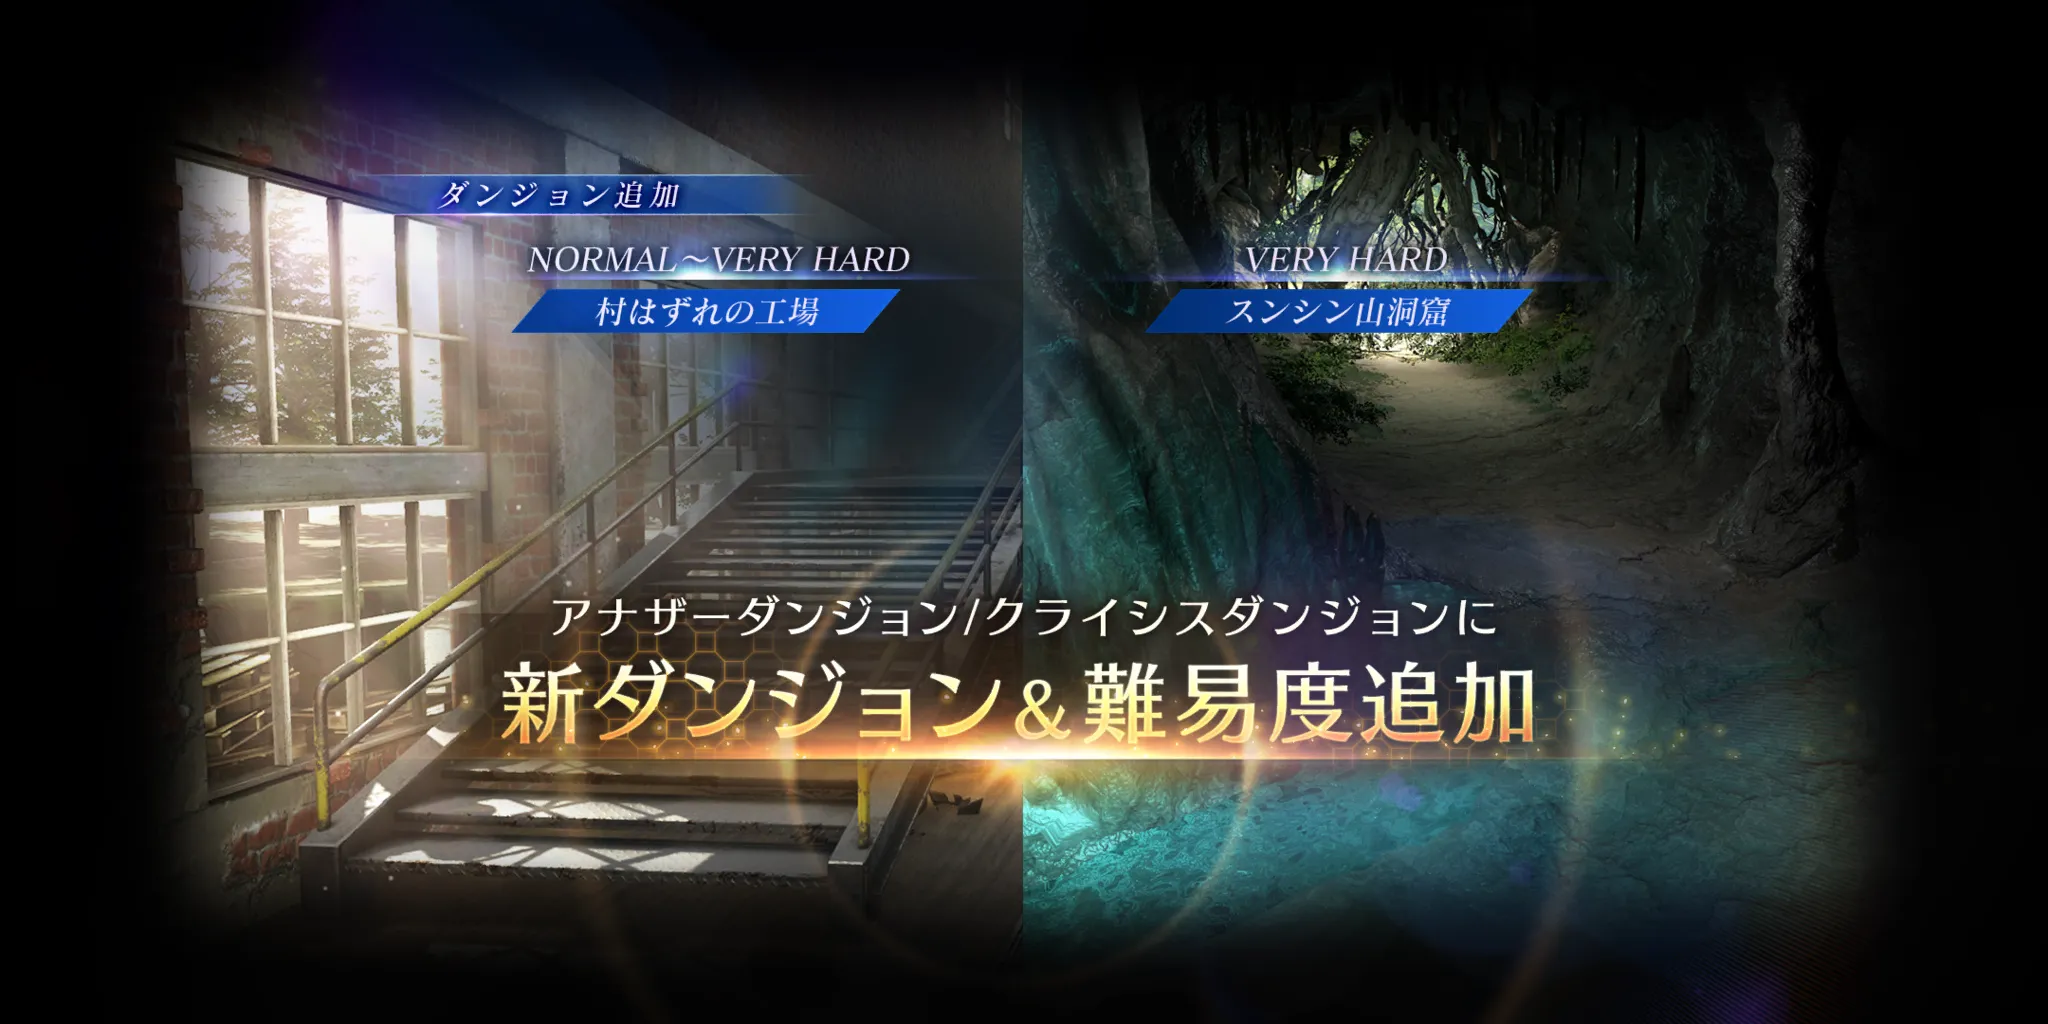 ダンジョン追加
NORMAL～VERY HARD
村はずれの工場
VERY HARD
スンシン山洞窟
アナザーダンジョン/クライシスダンジョンに
新ダンジョン&難易度追加